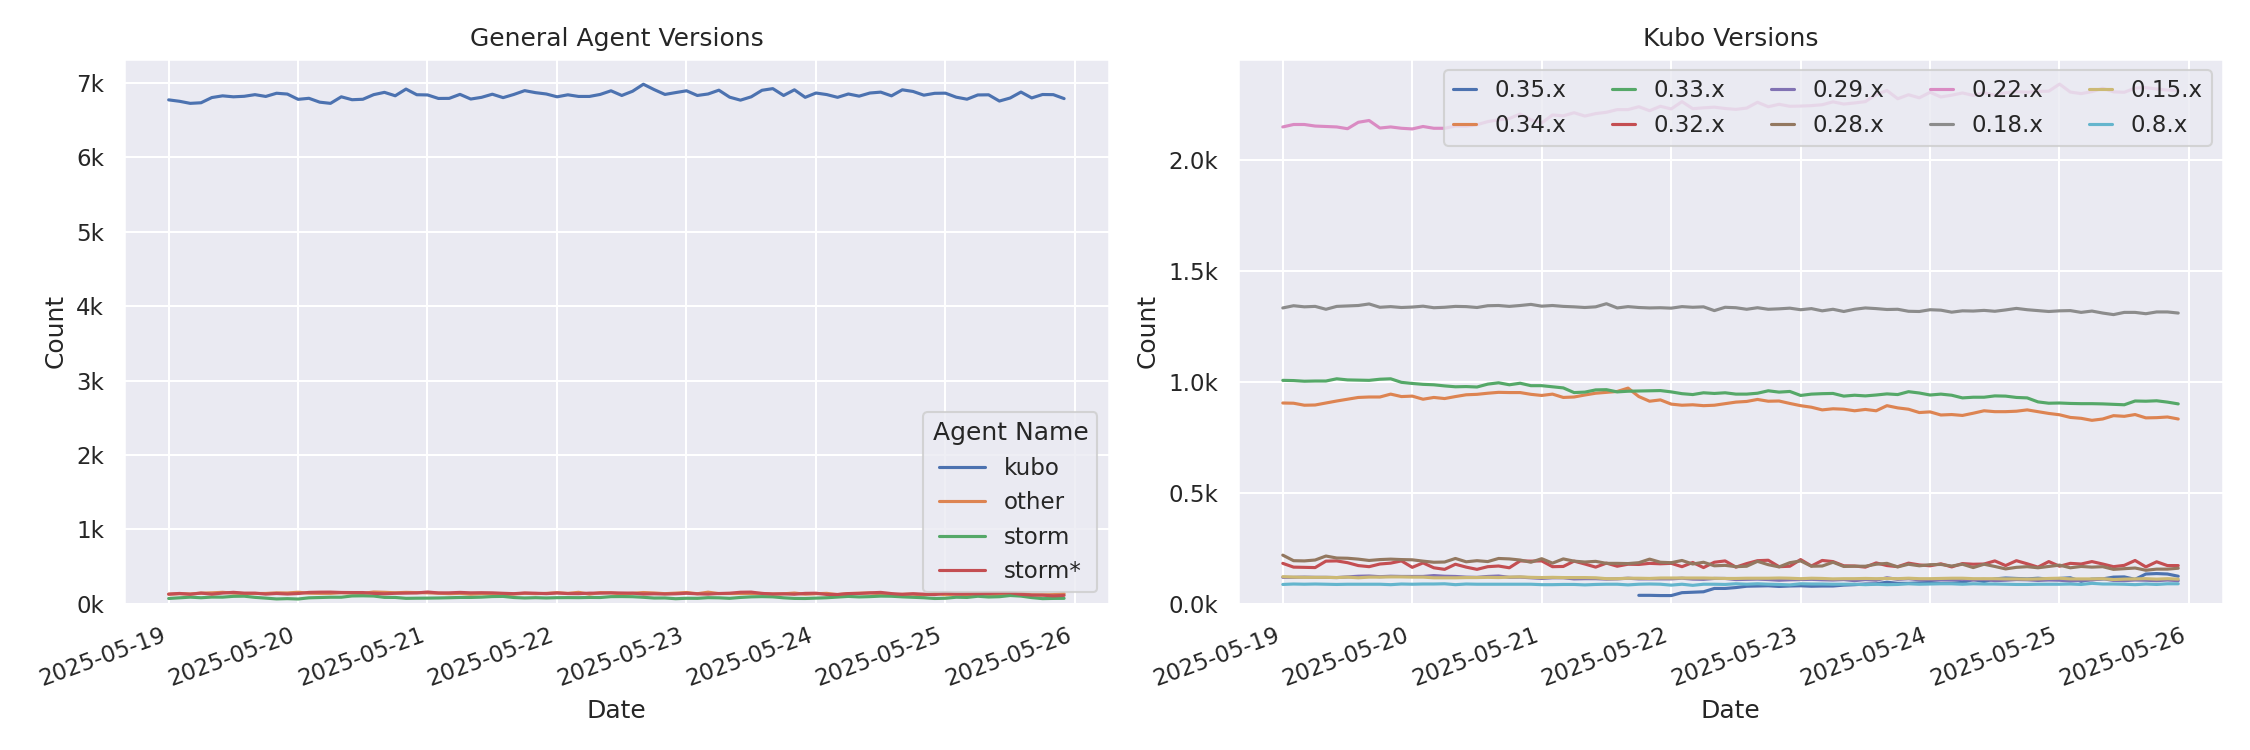 General Agent Versions
7k
6k
5k
4k
3k
2k
1k
0k
Count
Agent Name
kubo
other
storm
storm*
2025-05-19
2025-05-20
2025-05-21
2025-05-22
2025-05-23
2025-05-24
2025-05-25
2025-05-26
Date
Kubo Versions
0.35.x 0.33.x 0.29.x 0.22.x 0.15.x
0.34.x 0.32.x 0.28.x 0.18.x 0.8.x
2.0k
1.5k
1.0k
0.5k
0.0k
Count
2025-05-19
2025-05-20
2025-05-21
2025-05-22
2025-05-23
2025-05-24
2025-05-25
2025-05-26
Date